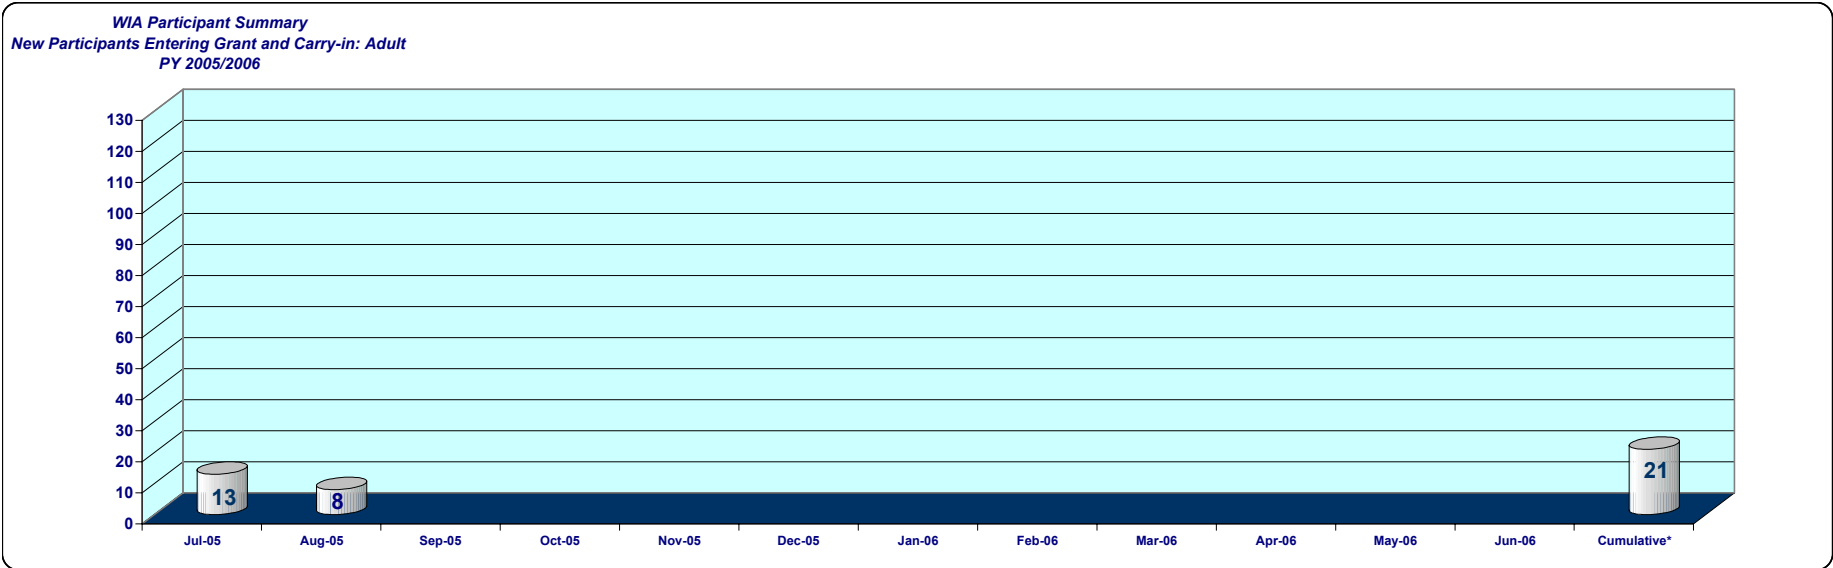 WIA Participant Summary
New Participants Entering Grant and Carry-in: Adult
PY 2005/2006
130
120
110
100
90
80
70
60
50
40
30
20
10
0
13
8
21
Jul-05
Aug-05
Sep-05
Oct-05
Nov-05
Dec-05
Jan-06
Feb-06
Mar-06
Apr-06
May-06
Jun-06
Cumulative*